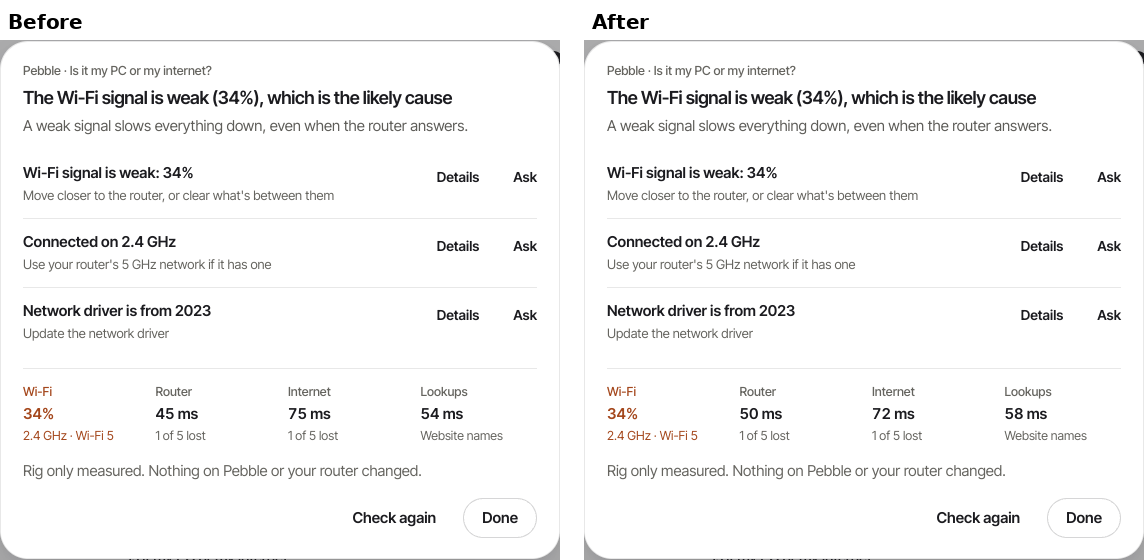 Before
Pebble · Is it my PC or my internet?
The Wi-Fi signal is weak (34%), which is the likely cause
A weak signal slows everything down, even when the router answers.
Wi-Fi signal is weak: 34%
Move closer to the router, or clear what's between them
Details Ask
Connected on 2.4 GHz
Use your router's 5 GHz network if it has one
Details Ask
Network driver is from 2023
Update the network driver
Details Ask
Wi-Fi Router Internet Lookups
34% 45 ms 75 ms 54 ms
2.4 GHz · Wi-Fi 5 1 of 5 lost 1 of 5 lost Website names
Rig only measured. Nothing on Pebble or your router changed.
Check again Done
After
Pebble · Is it my PC or my internet?
The Wi-Fi signal is weak (34%), which is the likely cause
A weak signal slows everything down, even when the router answers.
Wi-Fi signal is weak: 34%
Move closer to the router, or clear what's between them
Details Ask
Connected on 2.4 GHz
Use your router's 5 GHz network if it has one
Details Ask
Network driver is from 2023
Update the network driver
Details Ask
Wi-Fi Router Internet Lookups
34% 50 ms 72 ms 58 ms
2.4 GHz · Wi-Fi 5 1 of 5 lost 1 of 5 lost Website names
Rig only measured. Nothing on Pebble or your router changed.
Check again Done